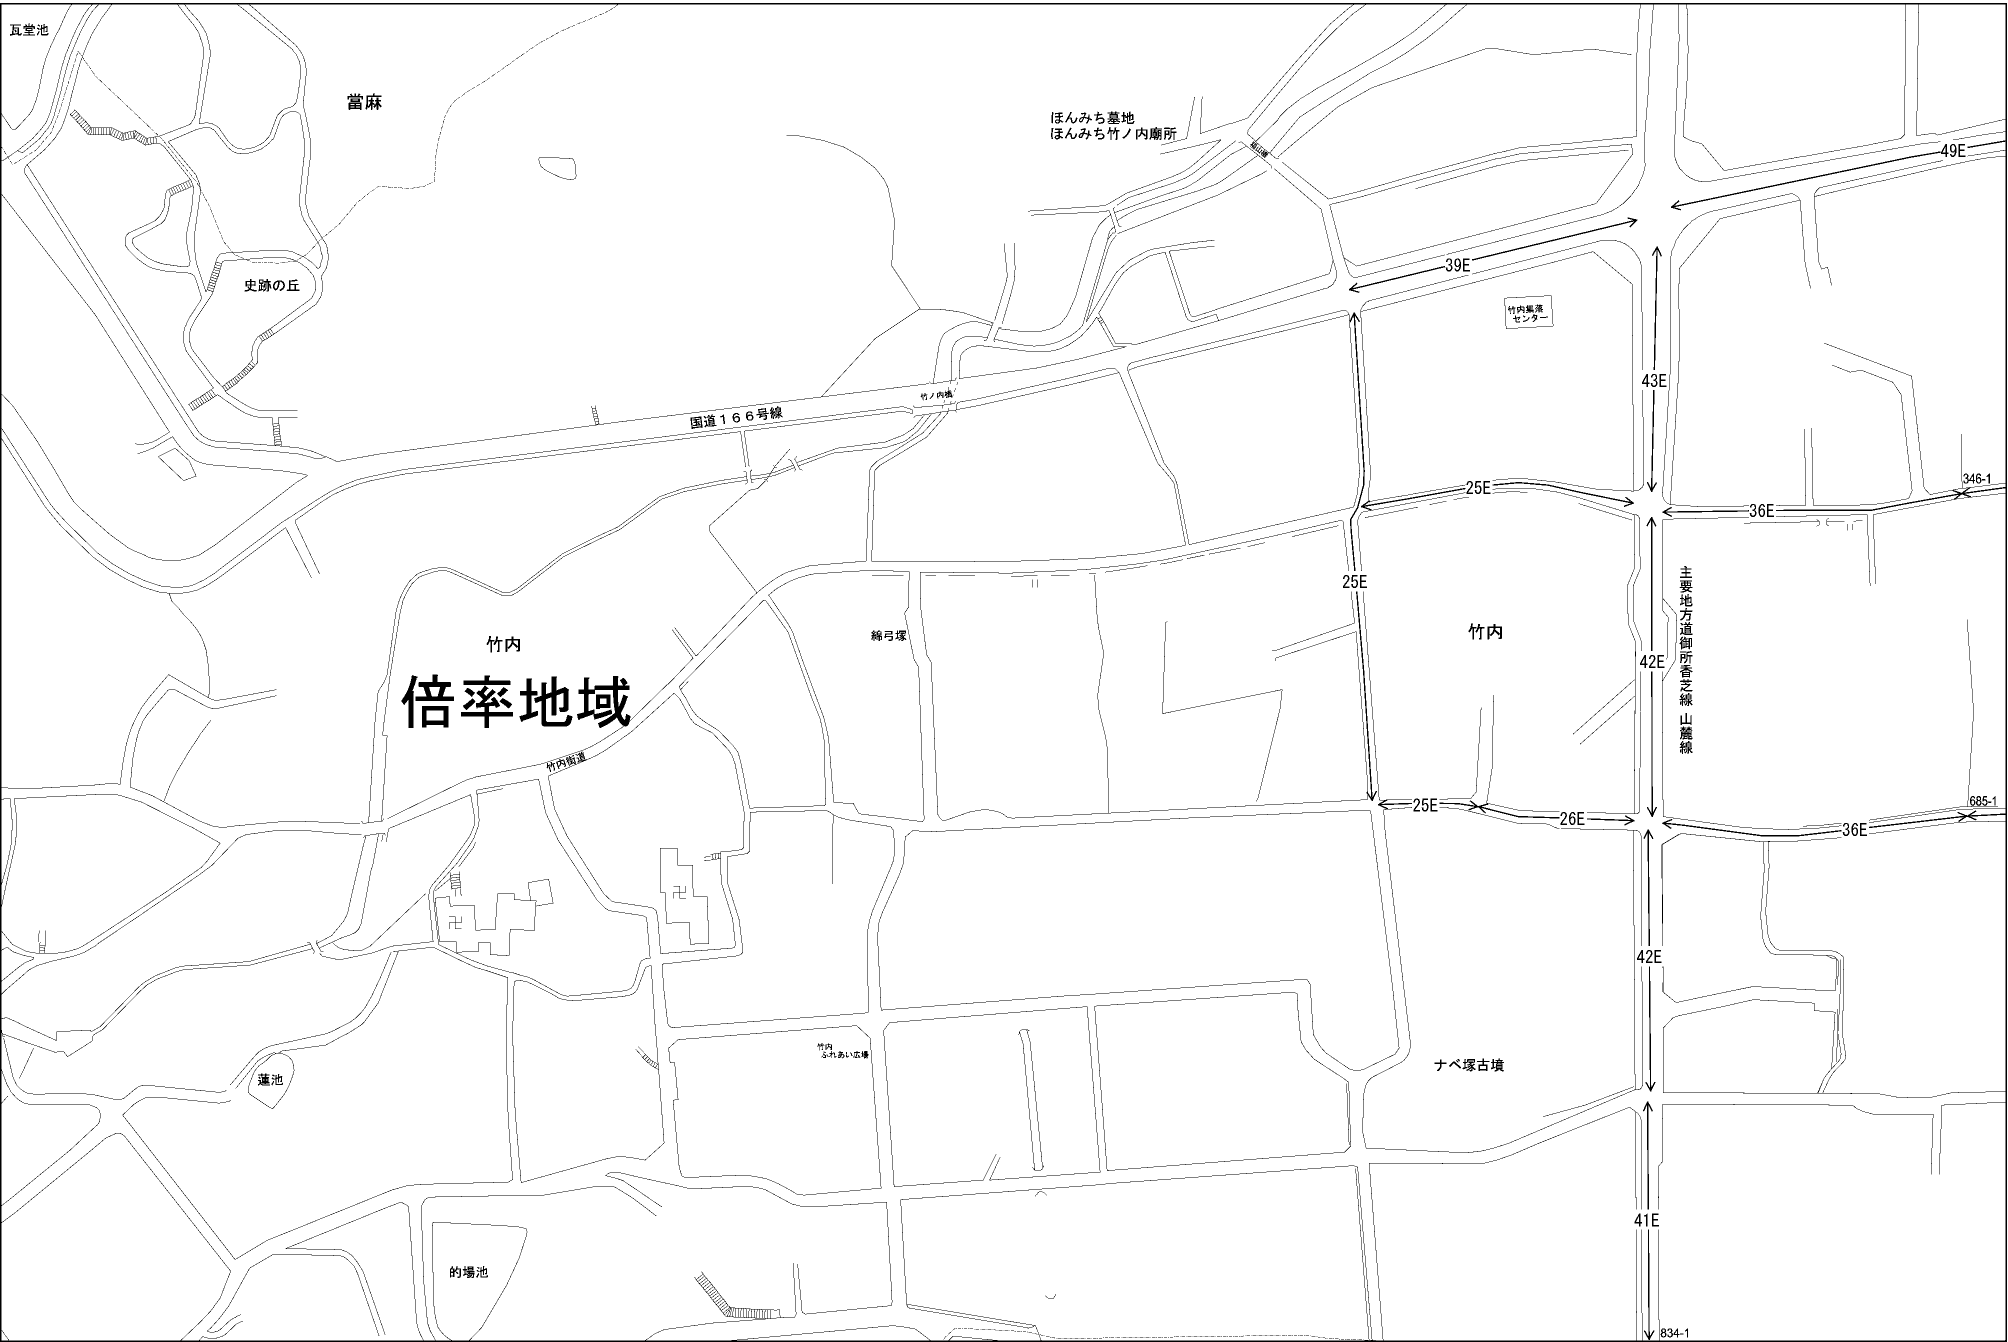 瓦堂池
當麻
ほんみち墓地
ほんみち竹ノ内廟所
49E
史跡の丘
39E
竹内集落
センター
43E
竹ノ内橋
国道166号線
25E
346-1
36E
25E
主要地方道御所香芝線 山麓線
綿弓塚
竹内
竹内
42E
倍率地域
竹内街道
25E
26E
36E
685-1
42E
竹内
ふれあい広場
ナベ塚古墳
蓮池
41E
的場池
834-1